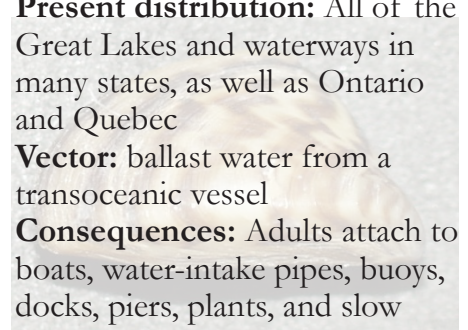 Present distribution: All of the
Great Lakes and waterways in
many states, as well as Ontario
and Quebec
Vector: ballast water from a
transoceanic vessel
Consequences: Adults attach to
boats, water-intake pipes, buoys,
docks, piers, plants, and slow